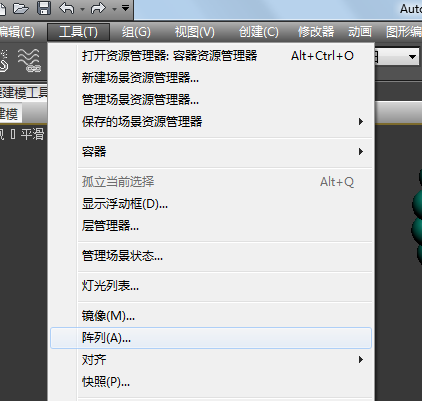 Auto
编辑(E) 工具(T) 组(G) 视图(V) 创建(C) 修改器 动画 图形编
打开资源管理器: 容器资源管理器 Alt+Ctrl+O
新建场景资源管理器...
管理场景资源管理器...
建模工具
保存的场景资源管理器
建模
平滑
容器
孤立当前选择 Alt+Q
显示浮动框(D)...
层管理器...
管理场景状态...
灯光列表...
镜像(M)...
阵列(A)...
对齐
快照(P)...